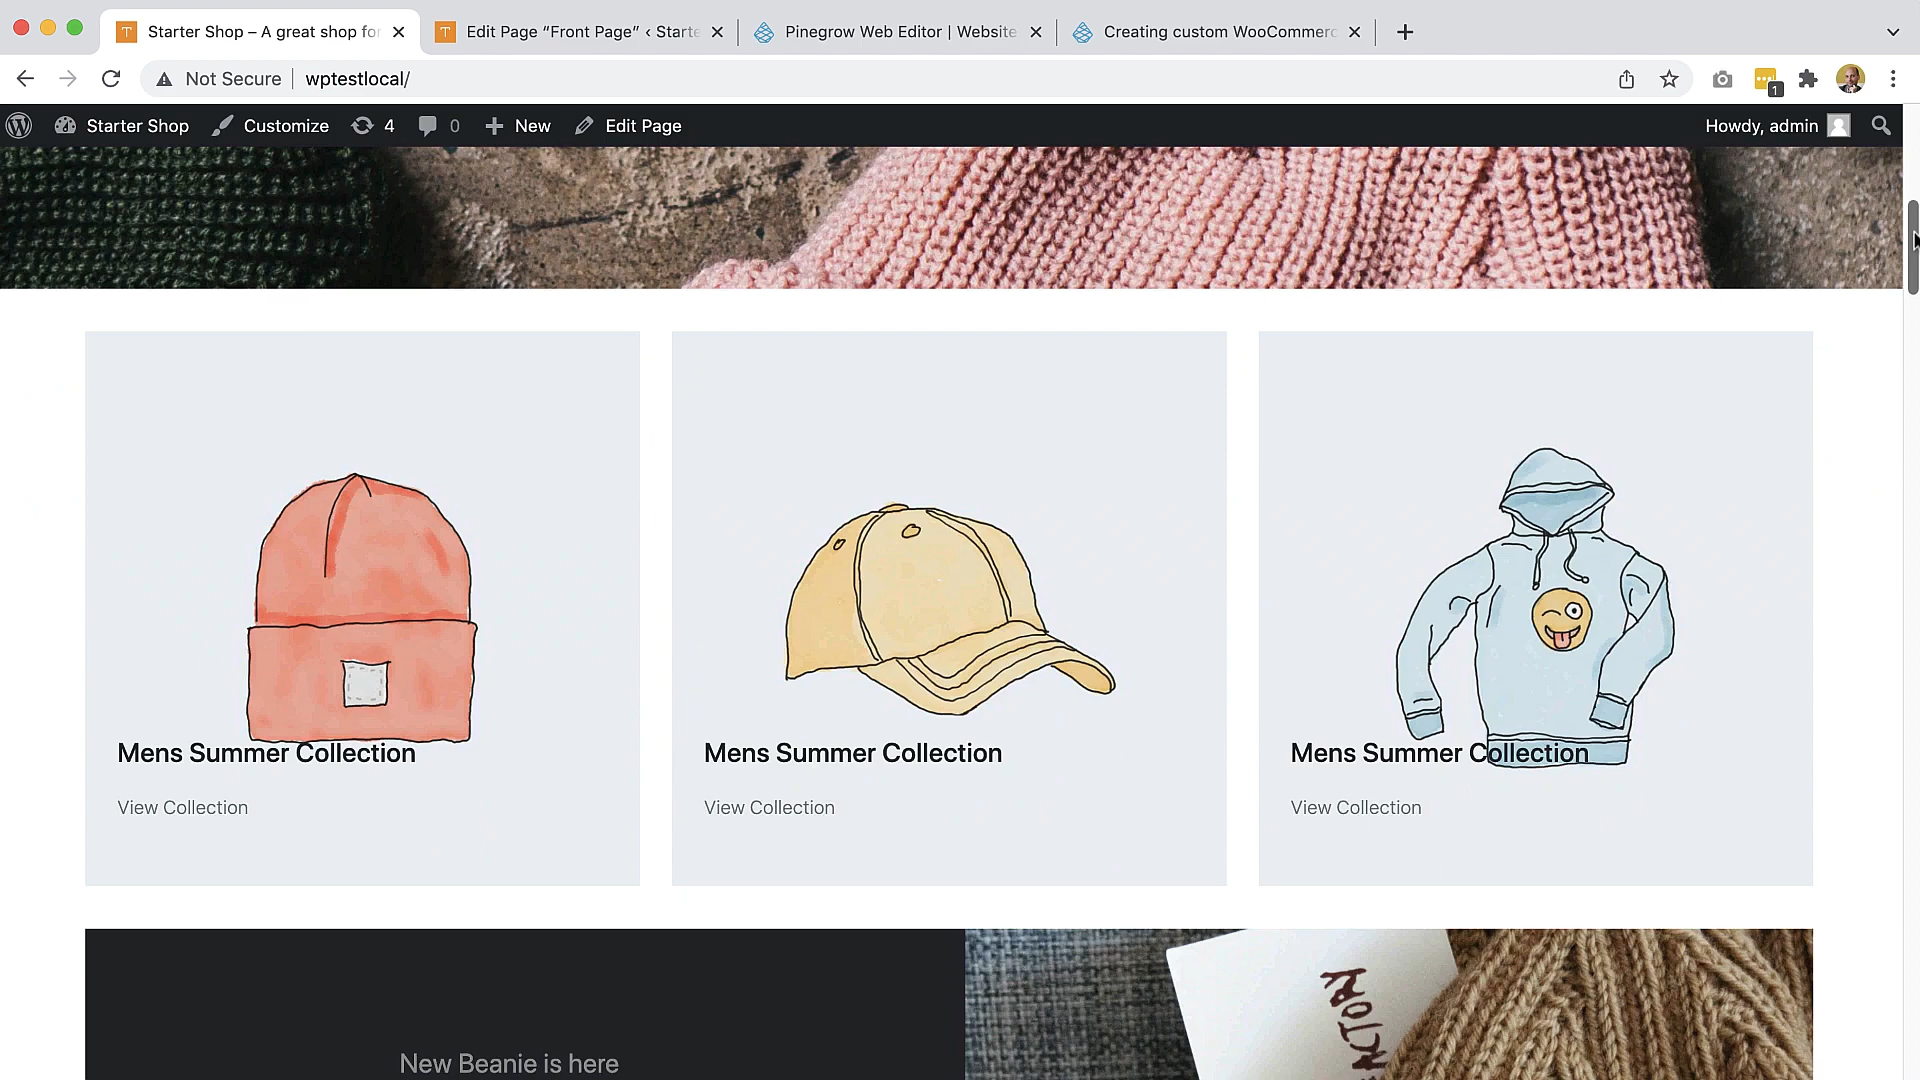 Starter Shop – A great shop for
Edit Page “Front Page” ‹ Starte
Pinegrow Web Editor | Website
Creating custom WooCommerc
Not Secure
wptestlocal/
1
Starter Shop
Customize
4
0
New
Edit Page
Howdy, admin
Mens Summer Collection
View Collection
Mens Summer Collection
View Collection
Mens Summer Collection
View Collection
New Beanie is here